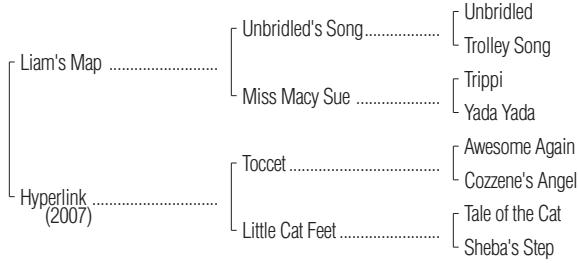 Unbridled
Unbridled's Song..................
Trolley Song
Liam's Map ..........................
Trippi
Miss Macy Sue ....................
Yada Yada
Awesome Again
Toccet....................................
Cozzene's Angel
Hyperlink ..............................
(2007)
Tale of the Cat
Little Cat Feet ........................
Sheba's Step